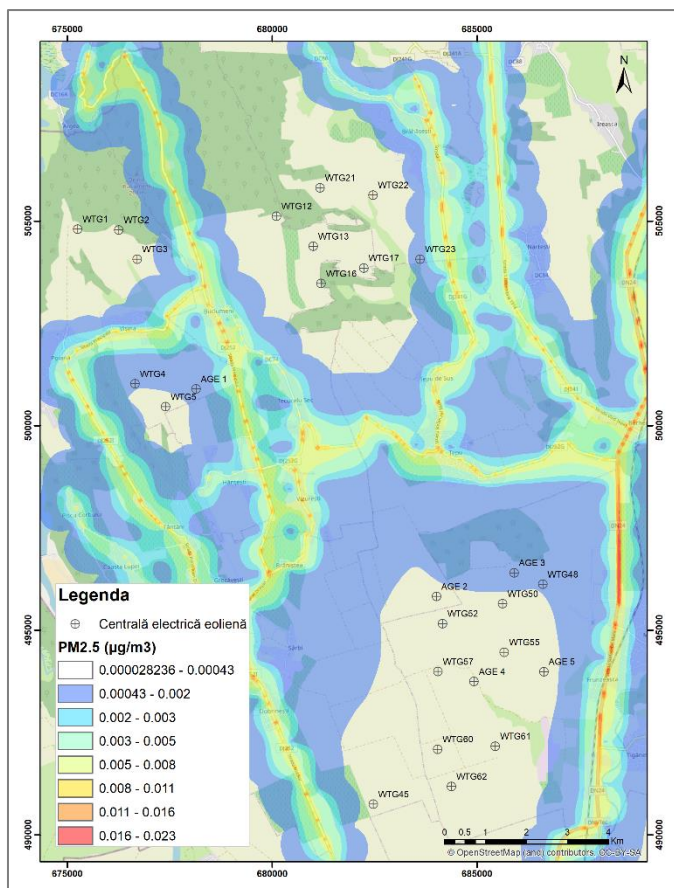 675000 680000 685000
505000 505000
500000 500000
495000 495000
490000 490000
N
WTG21
WTG22
WTG12
WTG1 WTG2
WTG13
WTG3
WTG17
WTG23
WTG16
WTG4
AGE 1
WTG5
AGE 3
WTG48
AGE 2
WTG50
WTG52
WTG55
WTG57
AGE 4
AGE 5
WTG60
WTG61
WTG62
WTG45
Legenda
Centrală electrică eoliană
PM2.5 (µg/m3)
0.000028236 - 0.00043
0.00043 - 0.002
0.002 - 0.003
0.003 - 0.005
0.005 - 0.008
0.008 - 0.011
0.011 - 0.016
0.016 - 0.023
0 0.5 1 2 3 4
Km
© OpenStreetMap (and) contributors, CC-BY-SA
675000 680000 685000